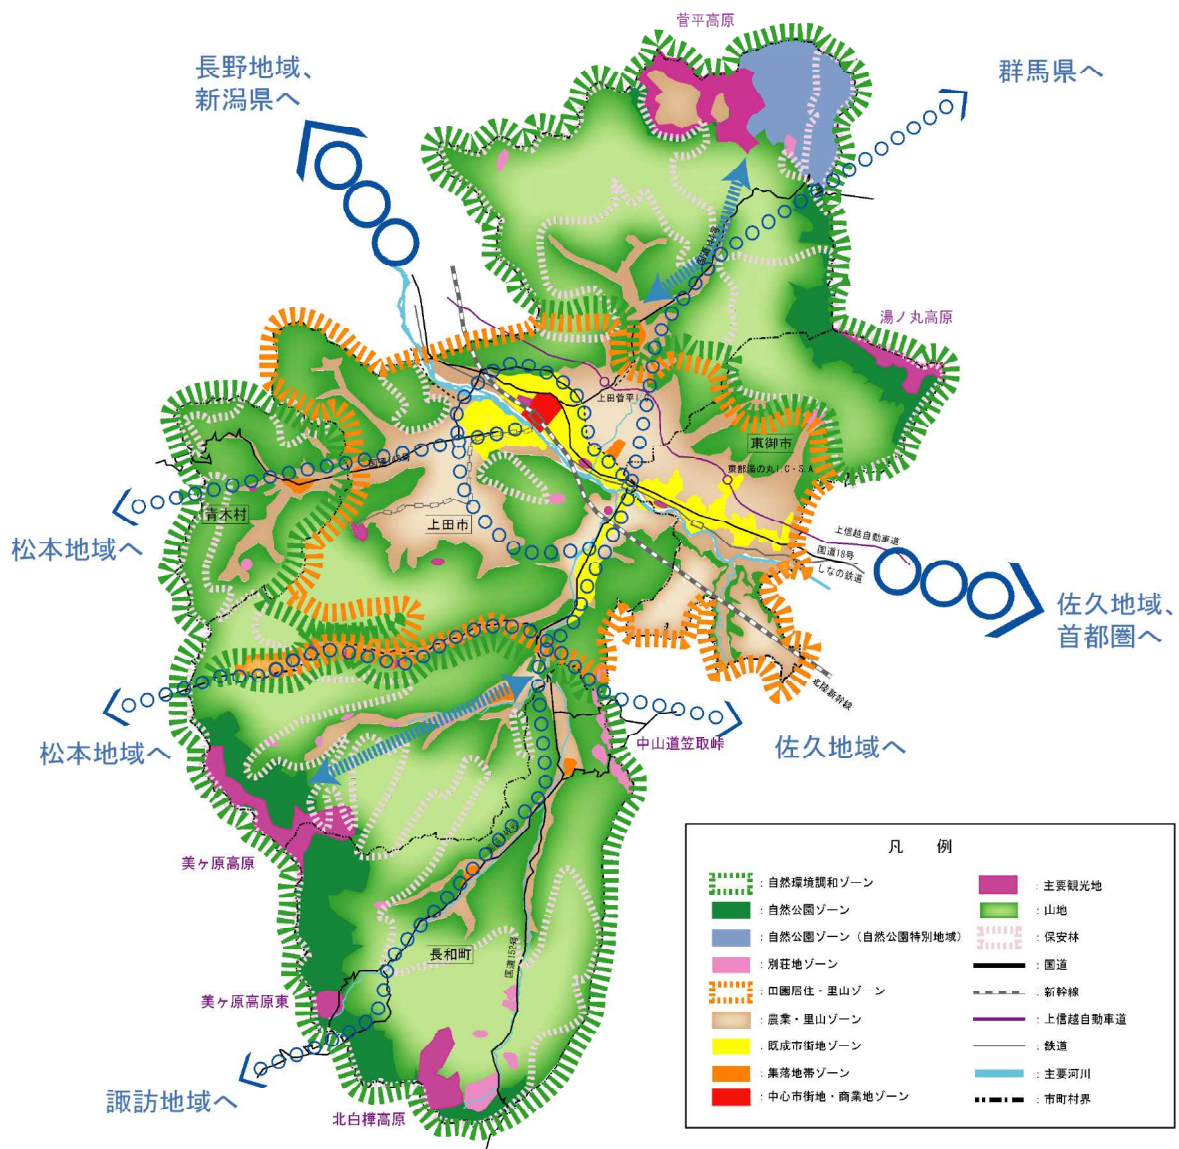 菅平高原
長野地域、
新潟県へ
群馬県へ
湯ノ丸高原
上田菅平I.C
東御市
東部湯の丸I.C・S.A
国道143号
青木村
上田市
松本地域へ
上信越自動車道
国道18号
しなの鉄道
佐久地域、
首都圏へ
北陸新幹線
松本地域へ
中山道笠取峠
佐久地域へ
美ヶ原高原
長和町
国道152号
美ヶ原高原東
諏訪地域へ
北白樺高原
凡 例
：自然環境調和ゾーン
：自然公園ゾーン
：自然公園ゾーン（自然公園特別地域）
：別荘地ゾーン
：田園居住・里山ゾーン
：農業・里山ゾーン
：既成市街地ゾーン
：集落地帯ゾーン
：中心市街地・商業地ゾーン
：主要観光地
：山地
：保安林
：国道
：新幹線
：上信越自動車道
：鉄道
：主要河川
：市町村界